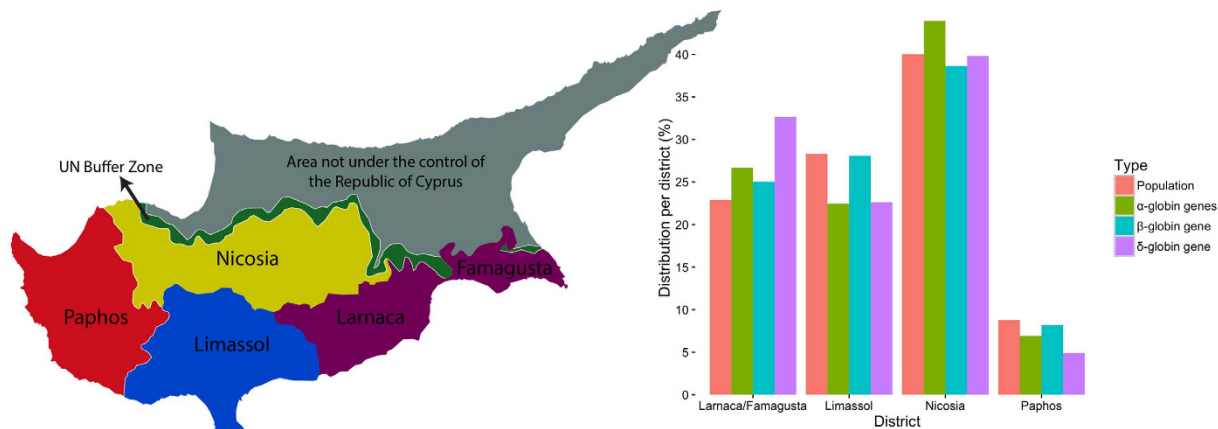 UN Buffer Zone
Area not under the control of
the Republic of Cyprus
Nicosia
Famagusta
Paphos
Larnaca
Limassol
Distribution per district (%)
40
35
30
25
20
15
10
5
0
Larnaca/Famagusta Limassol Nicosia Paphos
District
Type
Population
α-globin genes
β-globin genes
δ-globin gene